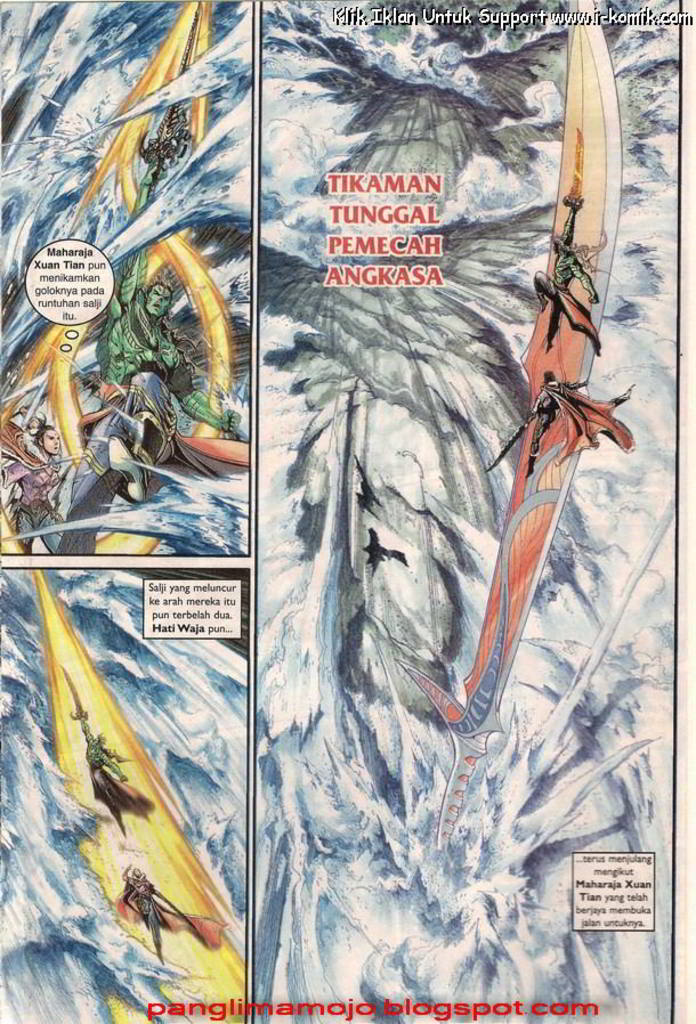 Klik Iklan Untuk Support www.i-komik.com
Maharaja
Xuan Tian pun
menikamkan
goloknya pada
runtuhan salji
itu.
TIKAMAN
TUNGGAL
PEMECAH
ANGKASA
Salji yang meluncur
ke arah mereka itu
pun terbelah dua.
Hati Waja pun...
...terus menjulang
mengikut
Maharaja Xuan
Tian yang telah
berjaya membuka
jalan untuknya.
panglimamojo.blogspot.com